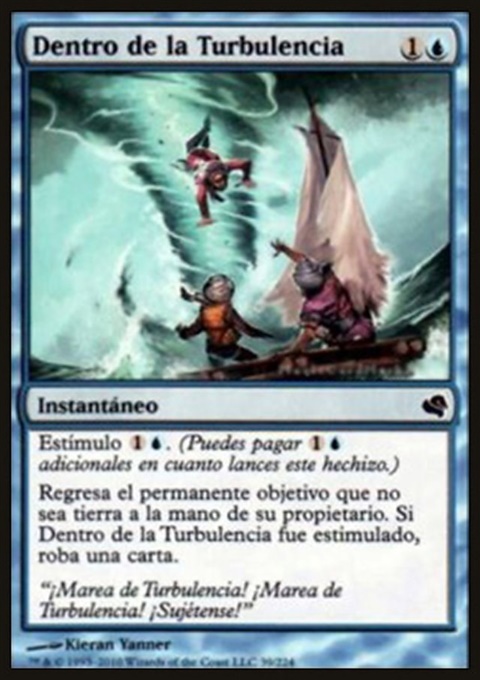 Dentro de la Turbulencia 1
Instantáneo
Estímulo 1 . (Puedes pagar 1
adicionales en cuanto lances este hechizo.)
Regresa el permanente objetivo que no
sea tierra a la mano de su propietario. Si
Dentro de la Turbulencia fue estimulado,
roba una carta.
“¡Marea de Turbulencia! ¡Marea de
Turbulencia! ¡Sujétense!”
Kieran Yanner
™ & © 1993-2010 Wizards of the Coast LLC 39/224